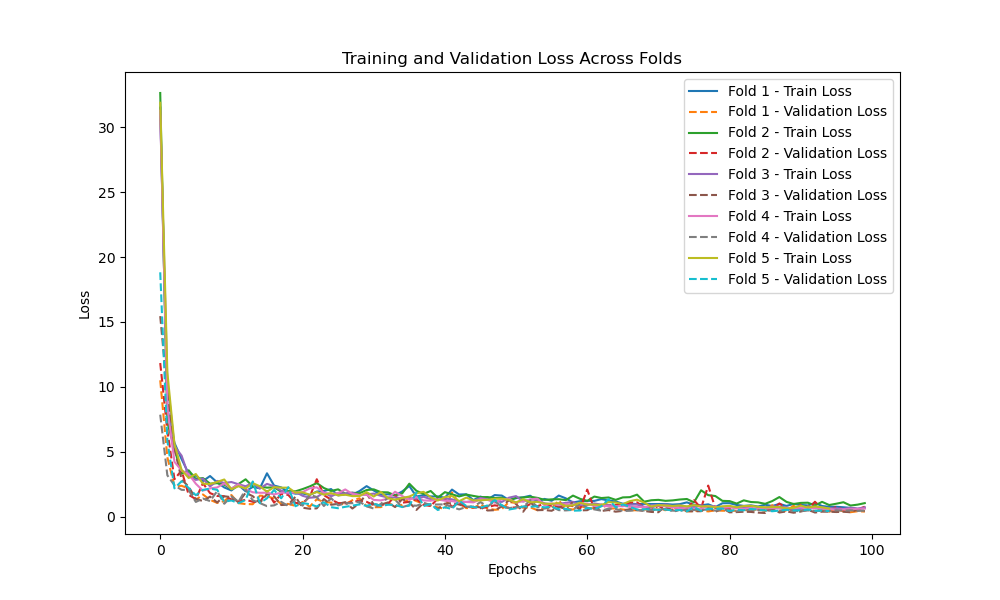 Training and Validation Loss Across Folds
Loss
30
25
20
15
10
5
0
Fold 1 - Train Loss
Fold 1 - Validation Loss
Fold 2 - Train Loss
Fold 2 - Validation Loss
Fold 3 - Train Loss
Fold 3 - Validation Loss
Fold 4 - Train Loss
Fold 4 - Validation Loss
Fold 5 - Train Loss
Fold 5 - Validation Loss
0 20 40 60 80 100
Epochs